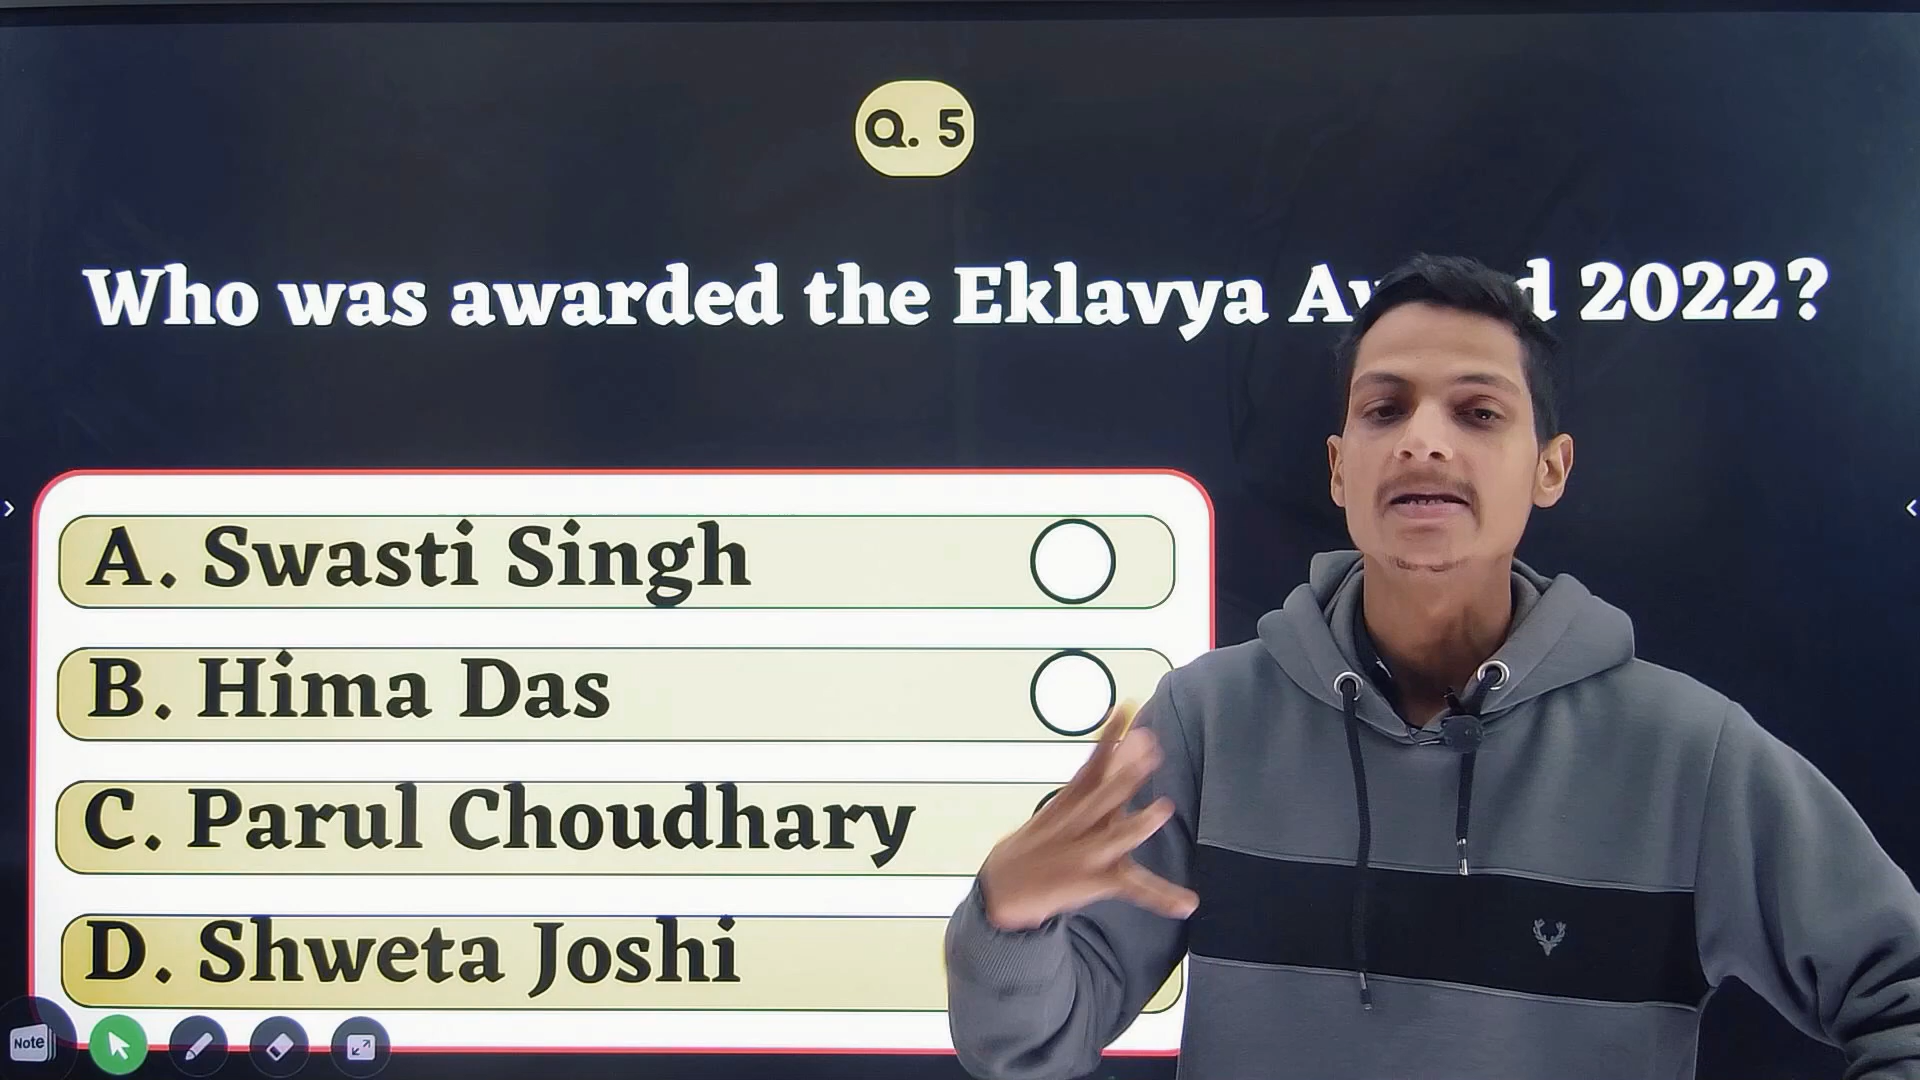 Q. 5
Who was awarded the Eklavya 2022?
A. Swasti Singh
B. Hima Das
C. Parul Choudhary
D. Shweta Joshi
Note